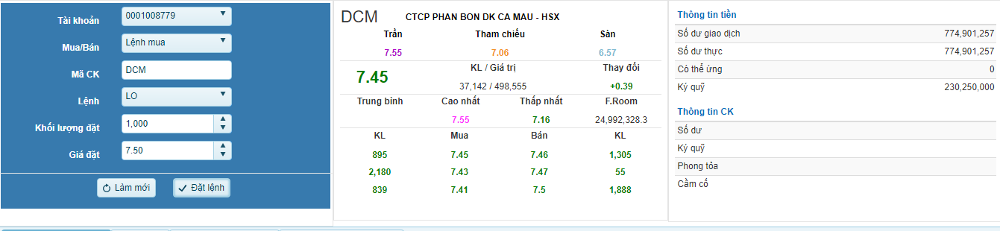 Tài khoản 0001008779
Mua/Bán Lệnh mua
Mã CK DCM
Lệnh LO
Khối lượng đặt 1,000
Giá đặt 7.50
Làm mới Đặt lệnh
DCM CTCP PHAN BON DK CA MAU - HSX
Trần Tham chiếu Sàn
7.55 7.06 6.57
7.45 KL / Giá trị Thay đổi
37,142 / 498,555 +0.39
Trung bình Cao nhất Thấp nhất F.Room
7.55 7.16 24,992,328.3
KL Mua Bán KL
895 7.45 7.46 1,305
2,180 7.43 7.47 55
839 7.41 7.5 1,888
Thông tin tiền
Số dư giao dịch 774,901,257
Số dư thực 774,901,257
Có thể ứng 0
Ký quỹ 230,250,000
Thông tin CK
Số dư
Ký quỹ
Phong tỏa
Cầm cố